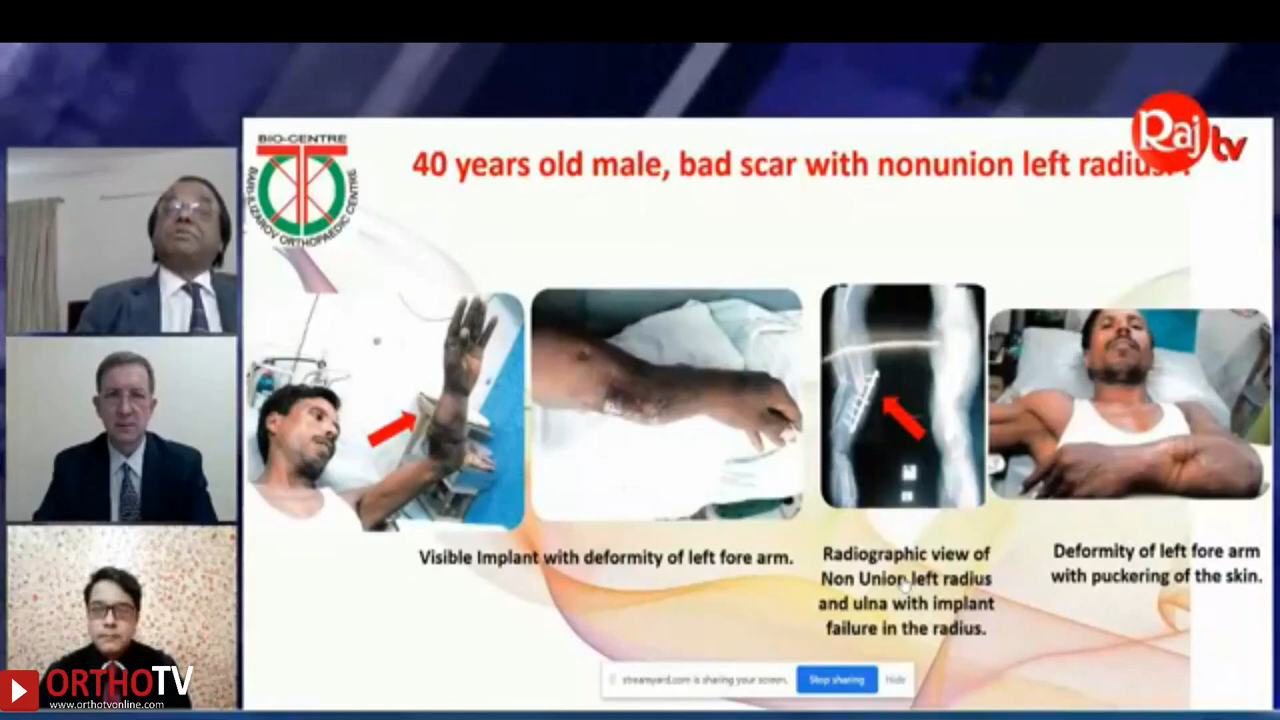 Raj tv
BIO-CENTRE
BARI-ILIZAROV ORTHOPAEDIC CENTRE
40 years old male, bad scar with nonunion left radius
Visible Implant with deformity of left fore arm.
Radiographic view of
Non Union left radius
and ulna with implant
failure in the radius.
Deformity of left fore arm
with puckering of the skin.
streamyard.com is sharing your screen.
Stop sharing
Hide
ORTHOTV
www.orthotvonline.com